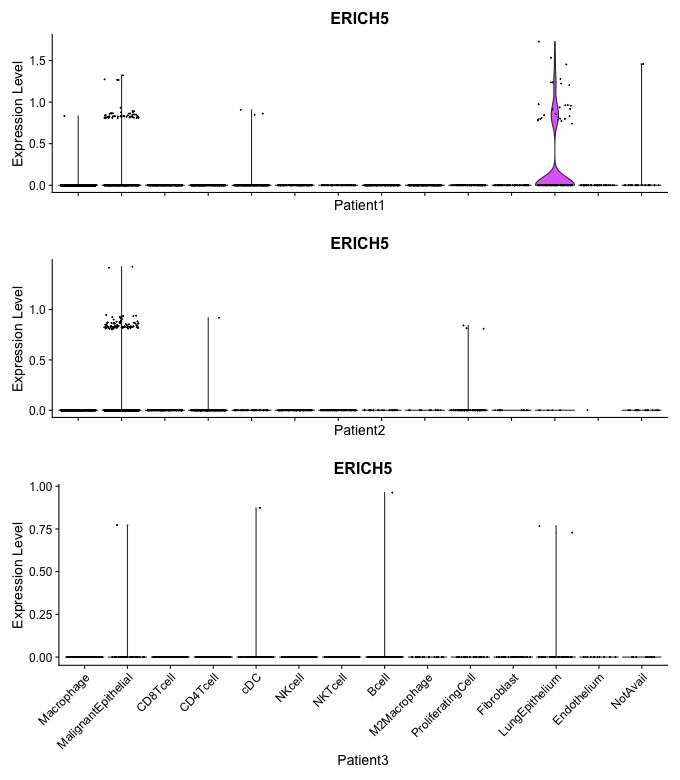 ERICH5
Expression Level
1.5
1.0
0.5
0.0
Patient1
ERICH5
Expression Level
1.0
0.5
0.0
Patient2
ERICH5
Expression Level
1.00
0.75
0.50
0.25
0.00
Macrophage
MalignantEpithelial
CD8Tcell
CD4Tcell
cDC
NKcell
NKTcell
Bcell
M2Macrophage
ProliferatingCell
Fibroblast
LungEpithelium
Endothelium
NotAvail
Patient3